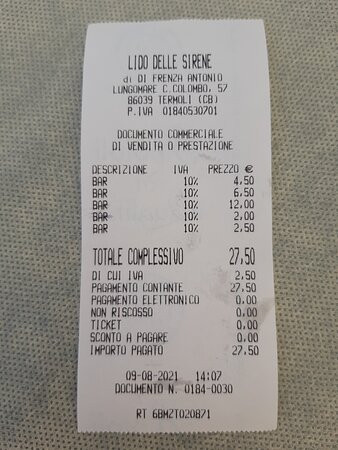 LIDO DELLE SIRENE
di DI FRENZA ANTONIO
LUNGOMARE C.COLOMBO, 57
86039 TERMOLI (CB)
P.IVA 01840530701
DOCUMENTO COMMERCIALE
DI VENDITA O PRESTAZIONE
DESCRIZIONE IVA PREZZO €
BAR 10% 4,50
BAR 10% 6,50
BAR 10% 12,00
BAR 10% 2,00
BAR 10% 2,50
TOTALE COMPLESSIVO 27,50
DI CUI IVA 2,50
PAGAMENTO CONTANTE 27,50
PAGAMENTO ELETTRONICO 0,00
NON RISCOSSO 0,00
TICKET 0,00
SCONTO A PAGARE 0,00
IMPORTO PAGATO 27,50
09-08-2021 14:07
DOCUMENTO N. 0184-0030
RT 6BMZT020871